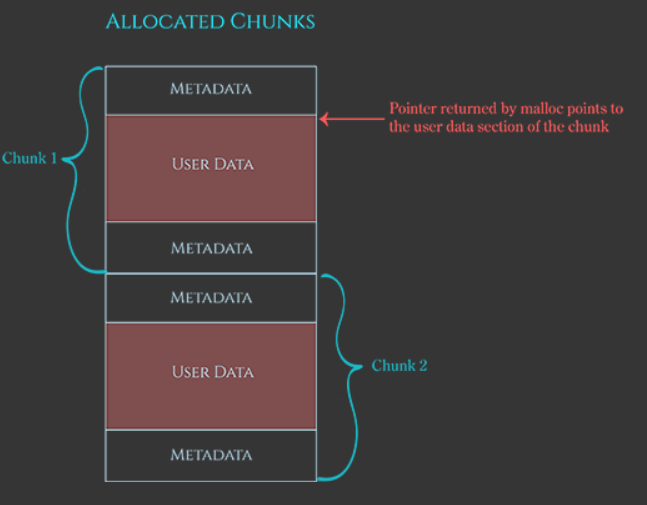 ALLOCATED CHUNKS
METADATA
Pointer returned by malloc points to
the user data section of the chunk
Chunk 1
USER DATA
METADATA
METADATA
USER DATA
Chunk 2
METADATA